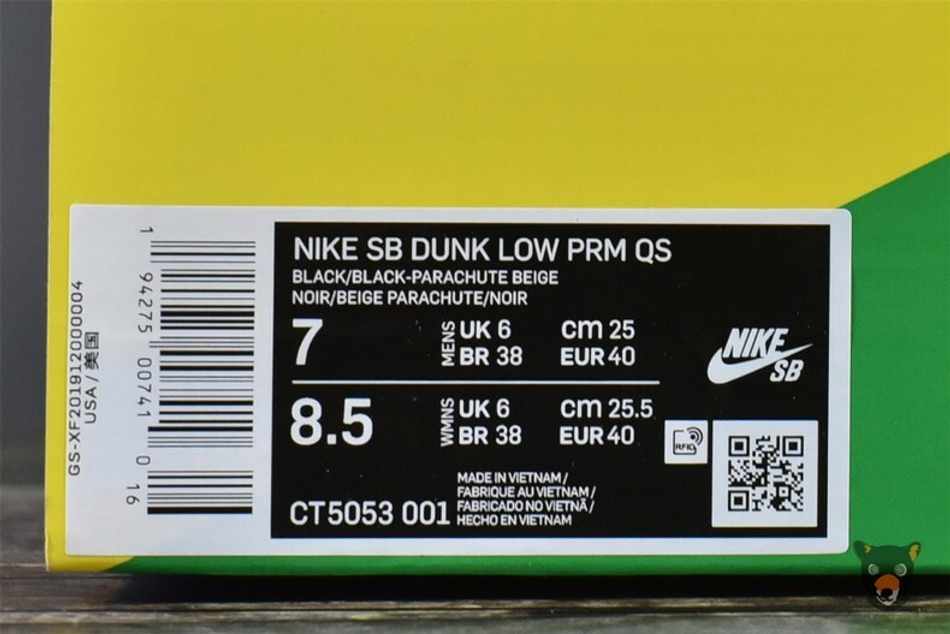 NIKE SB DUNK LOW PRM QS
BLACK/BLACK-PARACHUTE BEIGE
NOIR/BEIGE PARACHUTE/NOIR
7
MENS
UK 6 cm 25
BR 38 EUR 40
8.5
WMNS
UK 6 cm 25.5
BR 38 EUR 40
CT5053 001
MADE IN VIETNAM /
FABRIQUE AU VIETNAM /
FABRICADO NO VIETNÃ /
HECHO EN VIETNAM
NIKE
SB
RFID
1 94275 00741 0 16
GS-XF20191212000004
USA / 美国